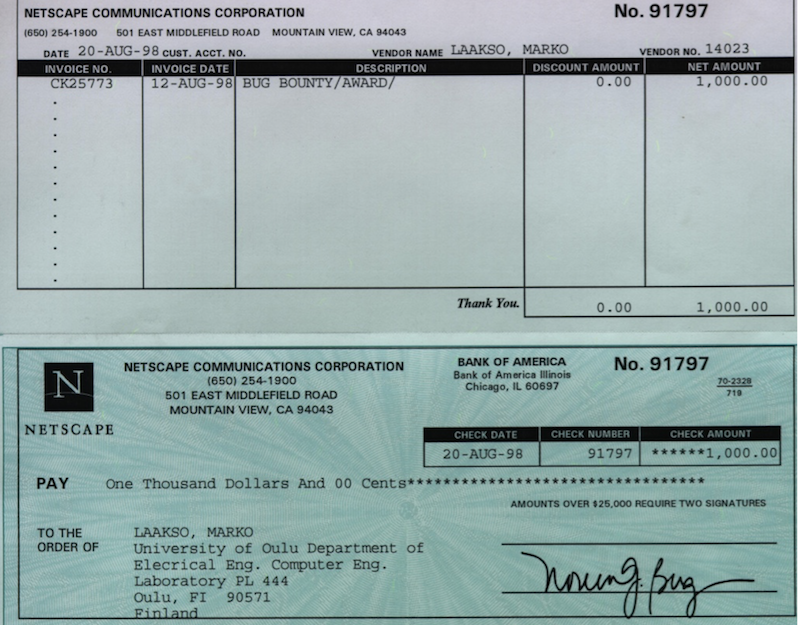 NETSCAPE COMMUNICATIONS CORPORATION No. 91797
(650) 254-1900 501 EAST MIDDLEFIELD ROAD MOUNTAIN VIEW, CA 94043
DATE 20-AUG-98 CUST. ACCT. NO. VENDOR NAME LAAKSO, MARKO VENDOR NO. 14023
INVOICE NO. INVOICE DATE DESCRIPTION DISCOUNT AMOUNT NET AMOUNT
CK25773 12-AUG-98 BUG BOUNTY/AWARD/ 0.00 1,000.00
Thank You. 0.00 1,000.00
N
NETSCAPE
NETSCAPE COMMUNICATIONS CORPORATION
(650) 254-1900
501 EAST MIDDLEFIELD ROAD
MOUNTAIN VIEW, CA 94043
BANK OF AMERICA
Bank of America Illinois
Chicago, IL 60697
No. 91797
70-2328
719
CHECK DATE CHECK NUMBER CHECK AMOUNT
20-AUG-98 91797 ******1,000.00
PAY One Thousand Dollars And 00 Cents*********************************
AMOUNTS OVER $25,000 REQUIRE TWO SIGNATURES
TO THE
ORDER OF
LAAKSO, MARKO
University of Oulu Department of
Elecrical Eng. Computer Eng.
Laboratory PL 444
Oulu, FI 90571
Finland